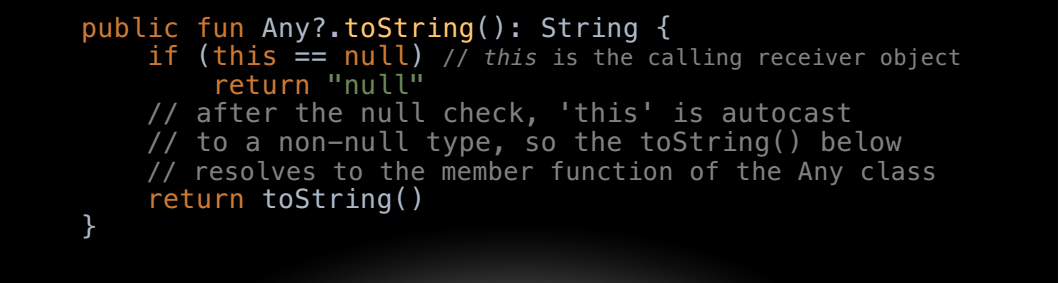 public fun Any?.toString(): String {
    if (this == null) // this is the calling receiver object
        return "null"
    // after the null check, 'this' is autocast
    // to a non-null type, so the toString() below
    // resolves to the member function of the Any class
    return toString()
}